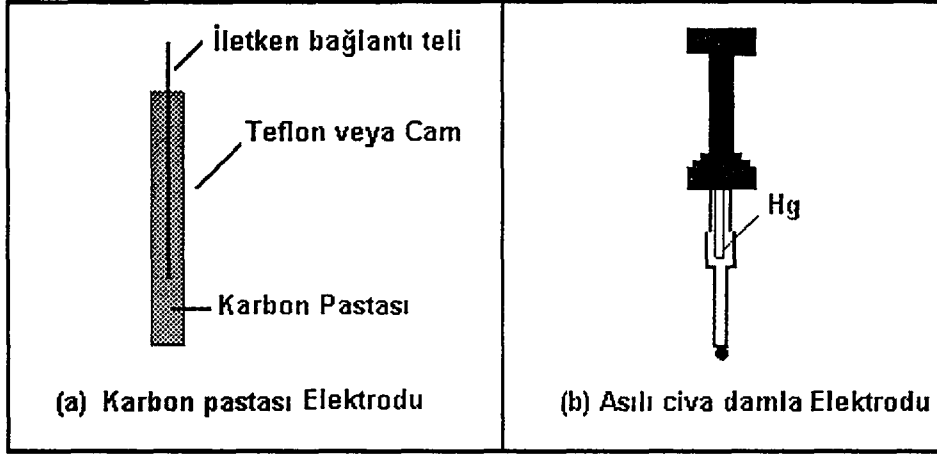 İletken bağlantı teli
Teflon veya Cam
Karbon Pastası
(a) Karbon pastası Elektrodu
Hg
(b) Asılı civa damla Elektrodu